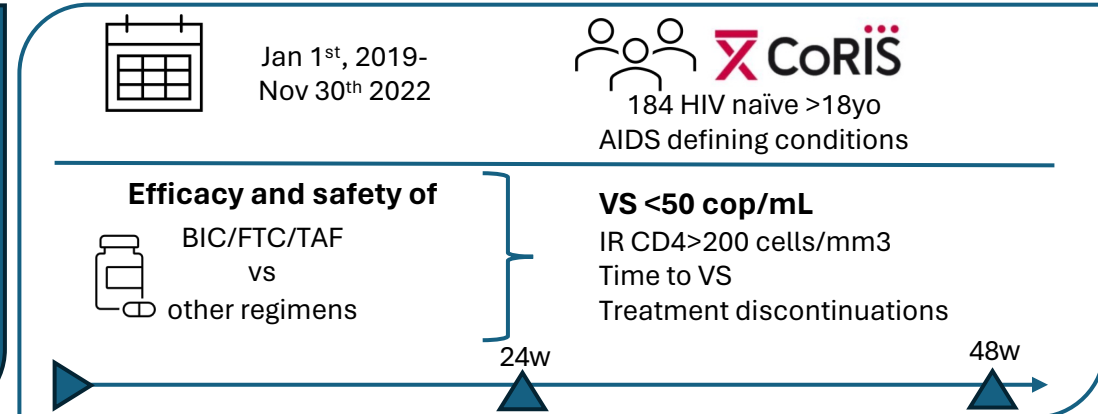 Jan 1st, 2019-
Nov 30th 2022
CoRIS
184 HIV naïve >18yo
AIDS defining conditions
Efficacy and safety of
BIC/FTC/TAF
vs
other regimens
VS <50 cop/mL
IR CD4>200 cells/mm3
Time to VS
Treatment discontinuations
24w
48w